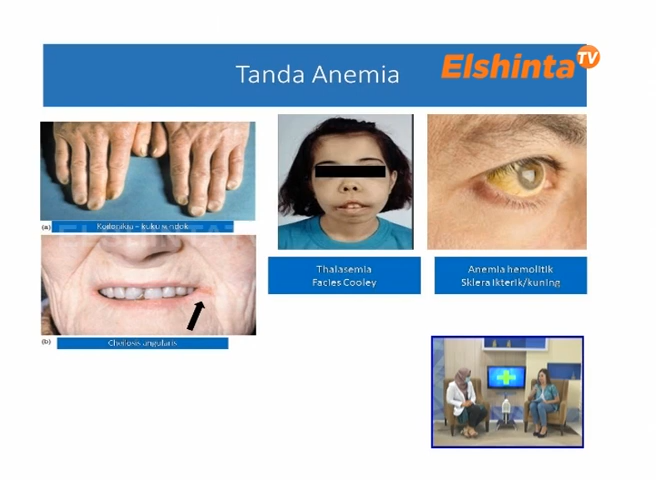 Tanda Anemia
Elshinta TV
(a)
Koilonikia - kuku sendok
(b)
Cheilosis angularis
Thalasemia
Facies Cooley
Anemia hemolitik
Sklera ikterik/kuning